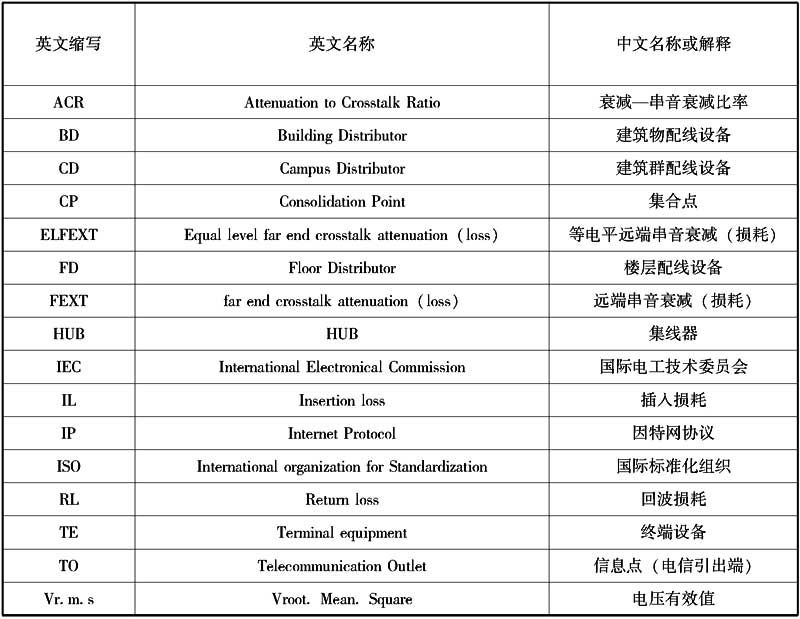 英文缩写 英文名称 中文名称或解释
ACR Attenuation to Crosstalk Ratio 衰减—串音衰减比率
BD Building Distributor 建筑物配线设备
CD Campus Distributor 建筑群配线设备
CP Consolidation Point 集合点
ELFEXT Equal level far end crosstalk attenuation (loss) 等电平远端串音衰减(损耗)
FD Floor Distributor 楼层配线设备
FEXT far end crosstalk attenuation (loss) 远端串音衰减(损耗)
HUB HUB 集线器
IEC International Electronical Commission 国际电工技术委员会
IL Insertion loss 插入损耗
IP Internet Protocol 因特网协议
ISO International organization for Standardization 国际标准化组织
RL Return loss 回波损耗
TE Terminal equipment 终端设备
TO Telecommunication Outlet 信息点(电信引出端)
Vr. m. s Vroot. Mean. Square 电压有效值